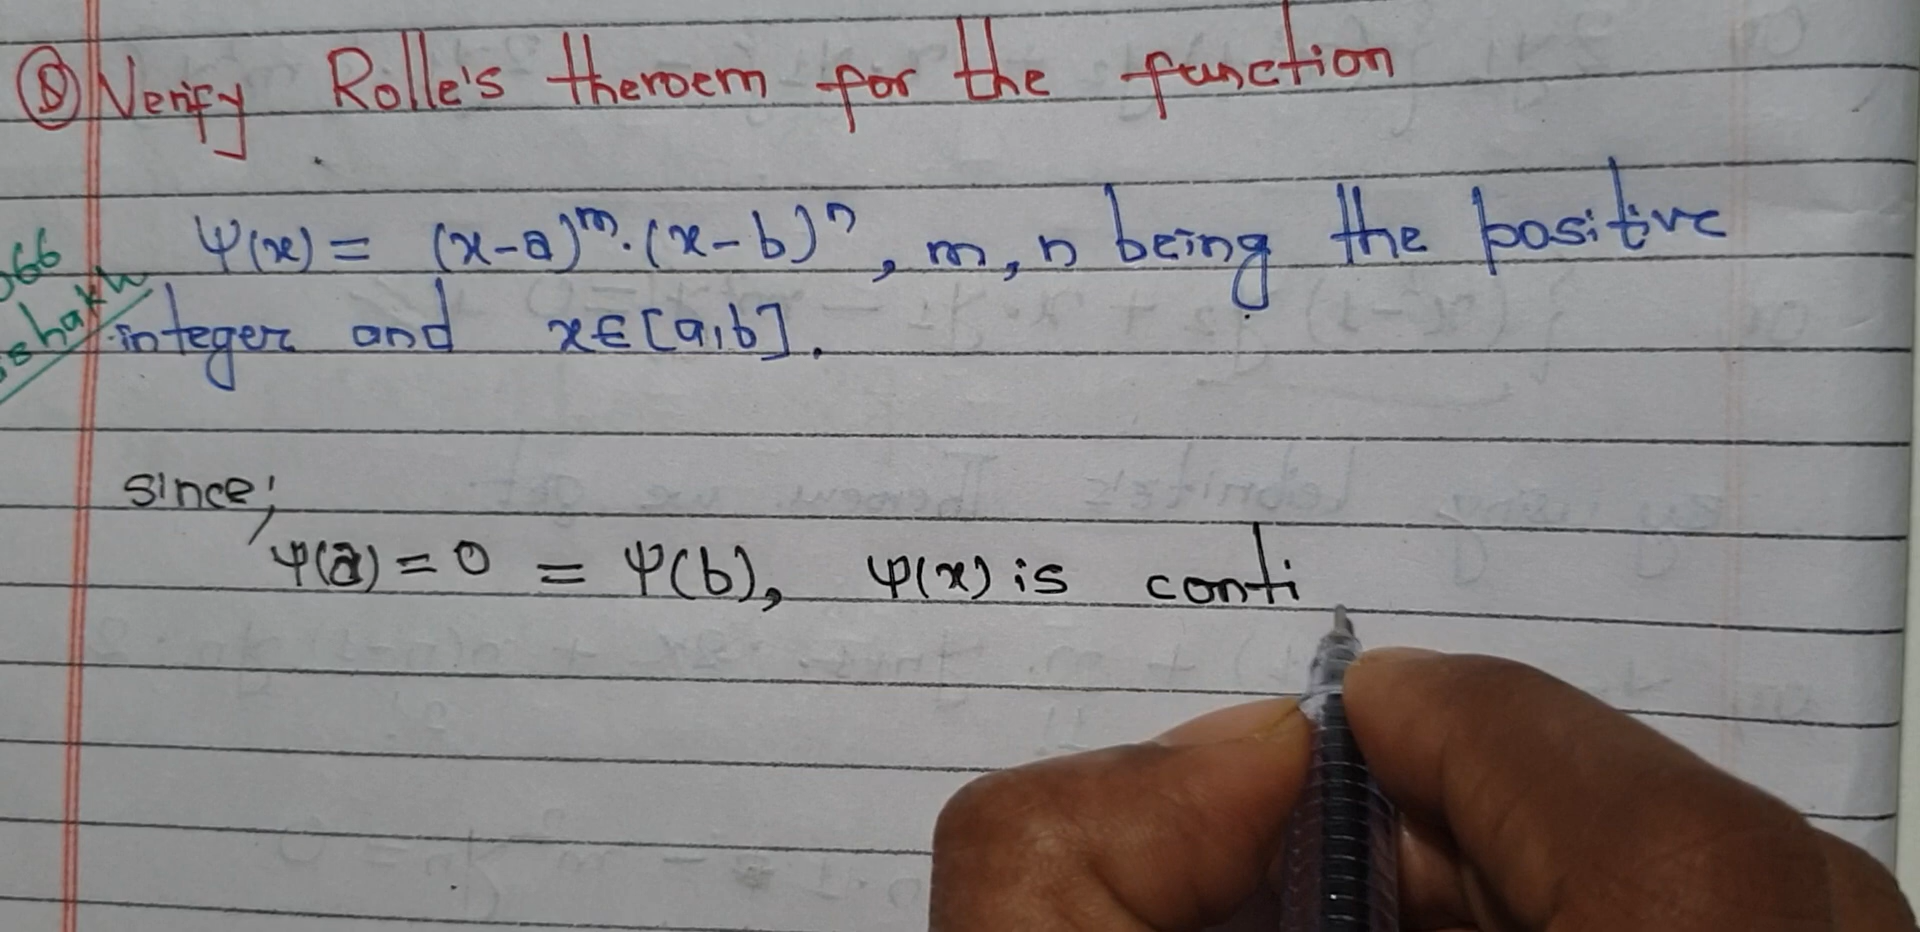 ⑧ Verify Rolle's theroem for the function
ψ(x) = (x-a)^m.(x-b)^n, m, n being the positive
integer and x∈[a,b].
since,
ψ(a) = 0 = ψ(b), ψ(x) is conti